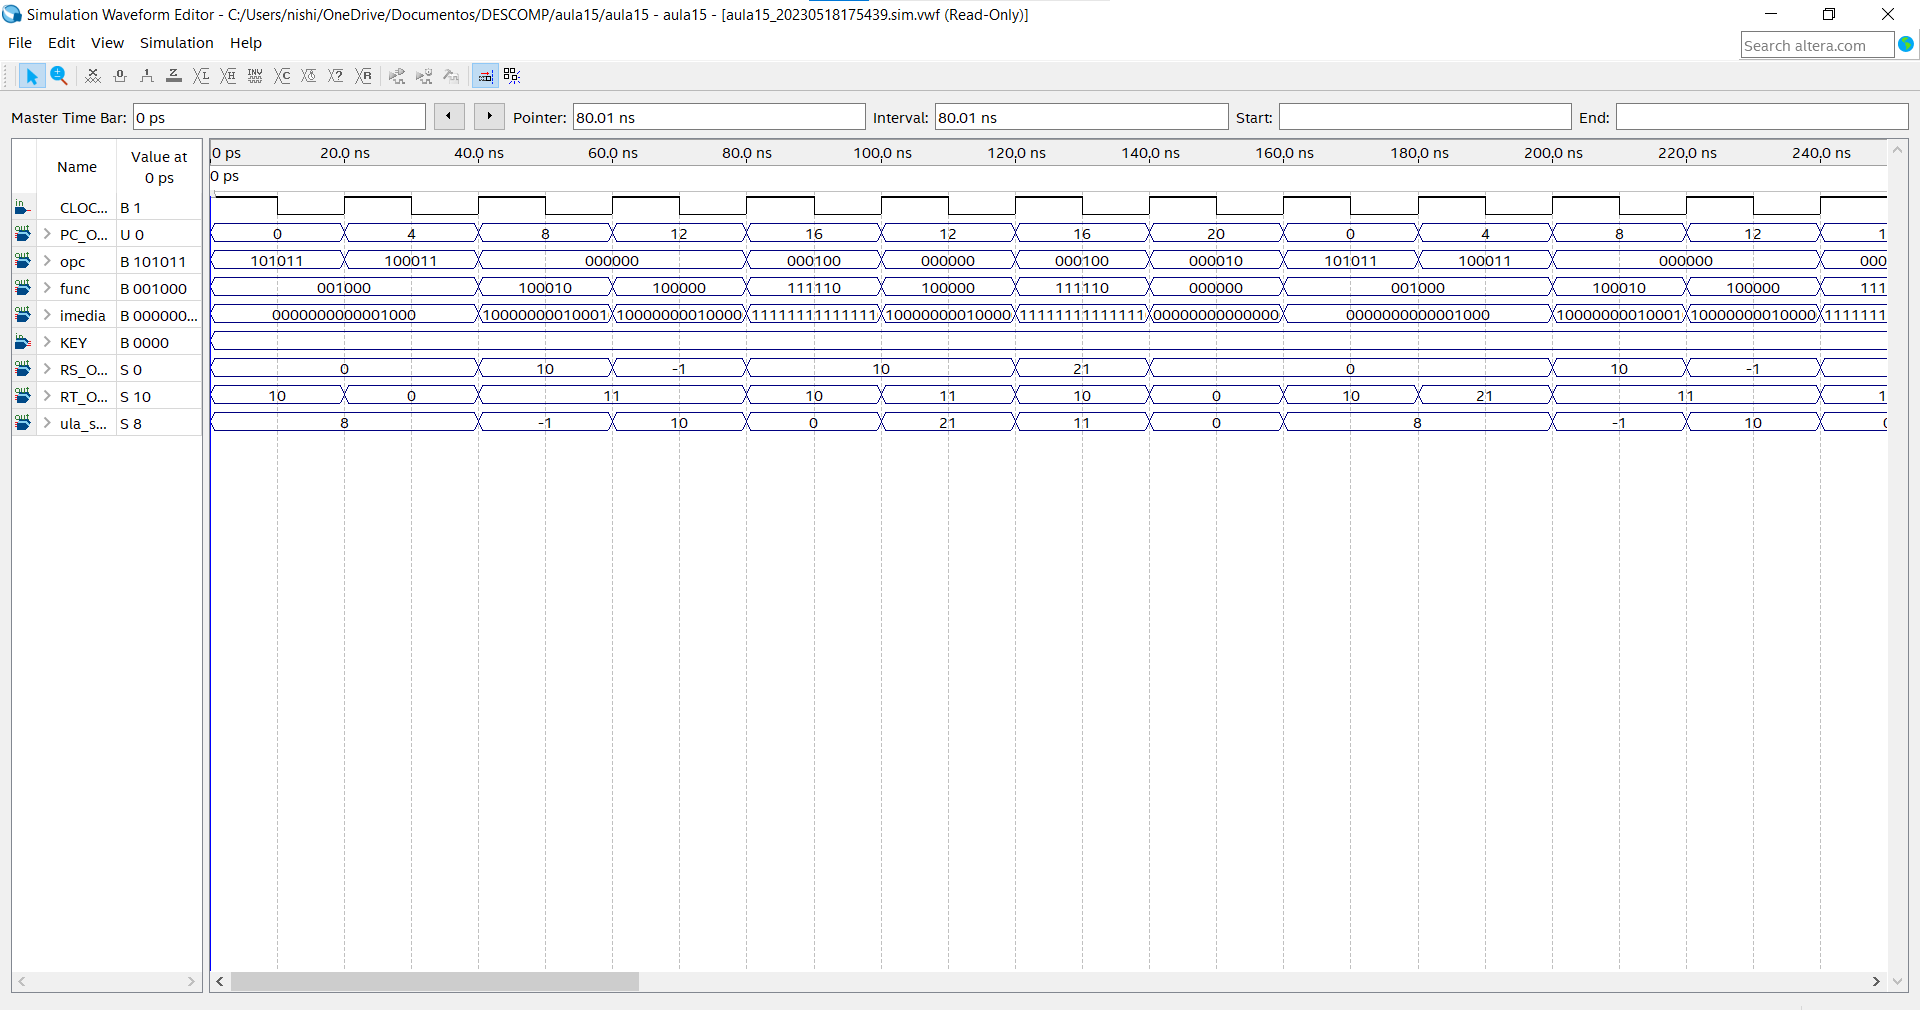 Simulation Waveform Editor - C:/Users/nishi/OneDrive/Documentos/DESCOMP/aula15/aula15 - aula15 - [aula15_20230518175439.sim.vwf (Read-Only)]
File Edit View Simulation Help
Search altera.com
Master Time Bar: 0 ps Pointer: 80.01 ns Interval: 80.01 ns Start: End:
Name Value at 0 ps
0 ps 20.0 ns 40.0 ns 60.0 ns 80.0 ns 100.0 ns 120.0 ns 140.0 ns 160.0 ns 180.0 ns 200.0 ns 220.0 ns 240.0 ns
0 ps
CLOC... B 1
PC_O... U 0 0 4 8 12 16 12 16 20 0 4 8 12 1
opc B 101011 101011 100011 000000 000100 000000 000100 000010 101011 100011 000000 000
func B 001000 001000 100010 100000 111110 100000 111110 000000 001000 100010 100000 111
imedia B 000000... 0000000000001000 10000000010001 10000000010000 11111111111111 10000000010000 11111111111111 00000000000000 0000000000001000 10000000010001 10000000010000 1111111
KEY B 0000
RS_O... S 0 0 10 -1 10 21 0 10 -1
RT_O... S 10 10 0 11 10 11 10 0 10 21 11 1
ula_s... S 8 8 -1 10 0 21 11 0 8 -1 10